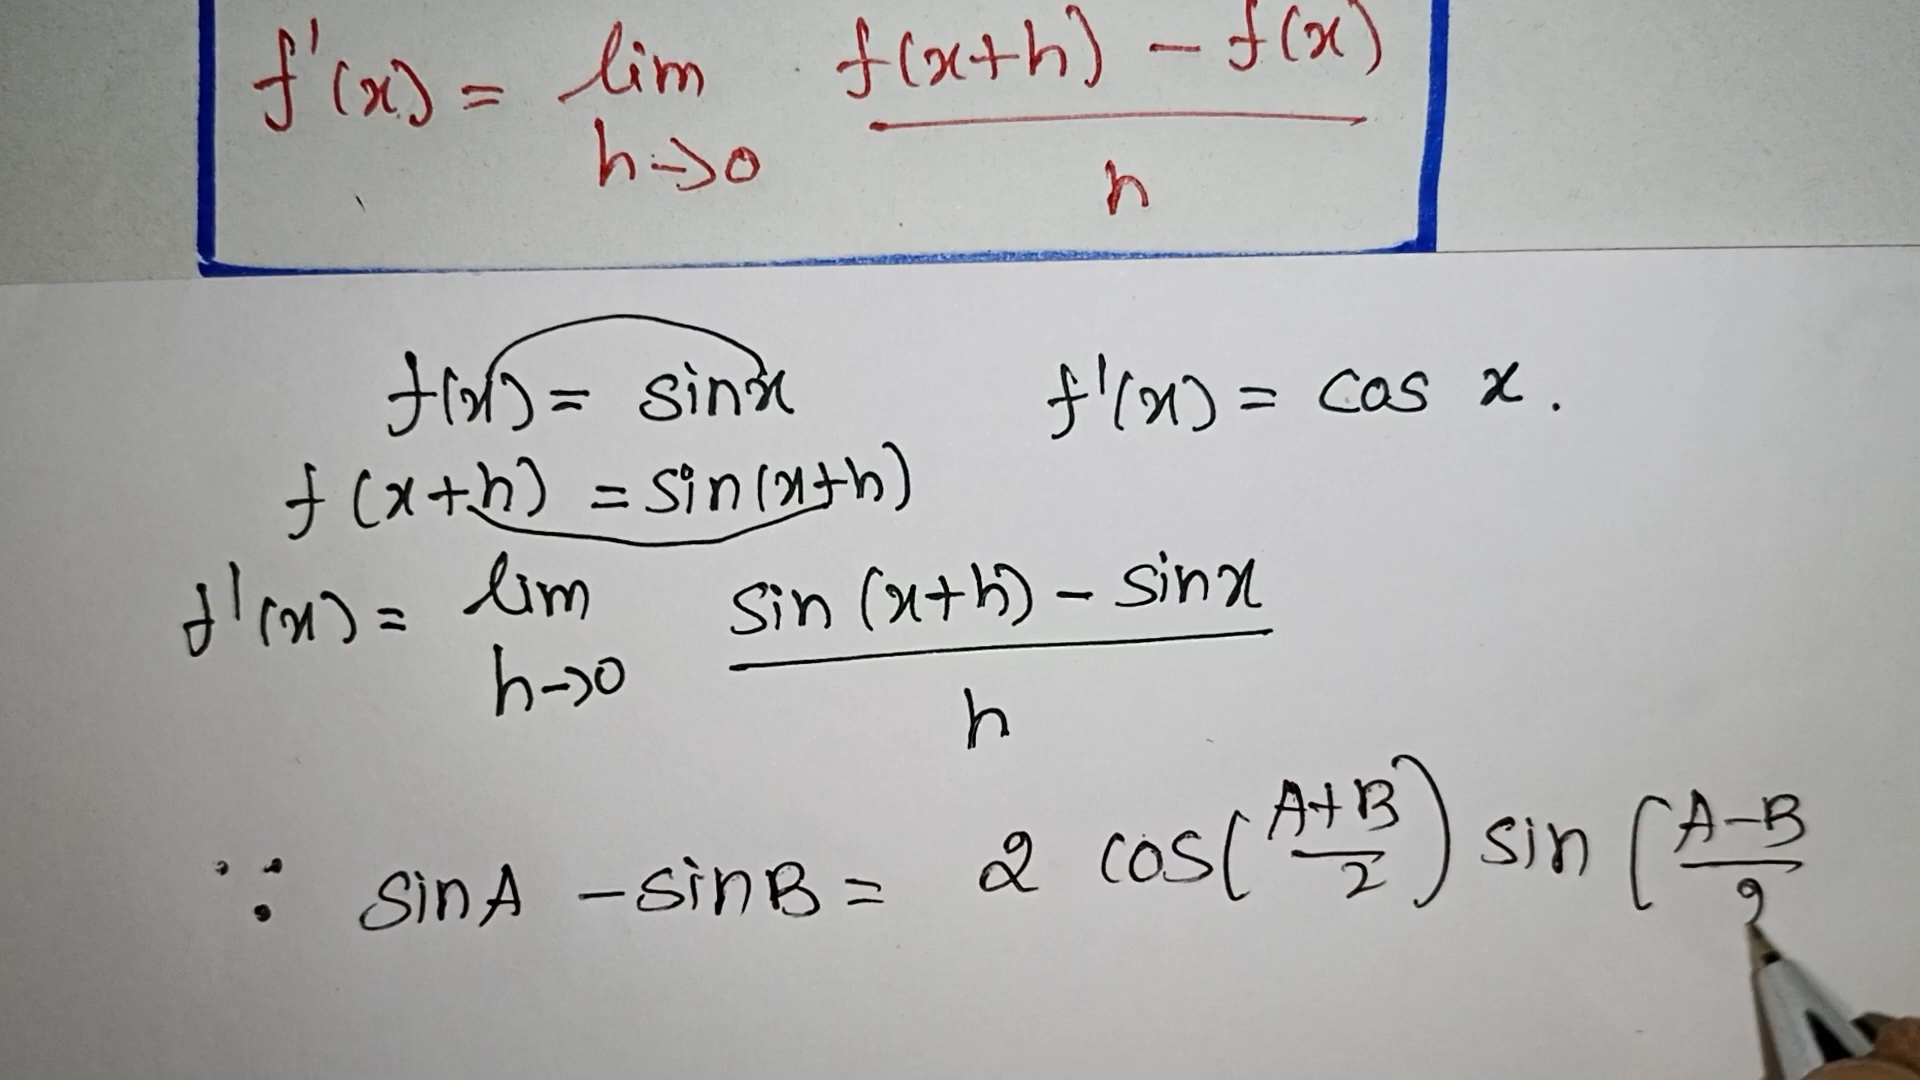 f'(x) = lim f(x+h) - f(x)
h→0 h
f(x) = sinx f'(x) = cos x.
f(x+h) = sin(x+h)
f'(x) = lim sin(x+h) - sinx
h→0 h
∵ sinA - sinB = 2 cos(A+B/2) sin(A-B/2